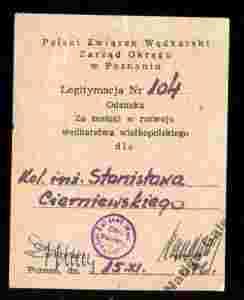 Polski Związek Wędkarski
Zarząd Okręgu
w Poznaniu
Legitymacja Nr 104
Odznaka
Za zasługi w rozwoju
wędkarstwa wielkopolskiego
dla
Kol. inż. Stanisława
Czerniewskiego
Poznań, dn. 15.XI.